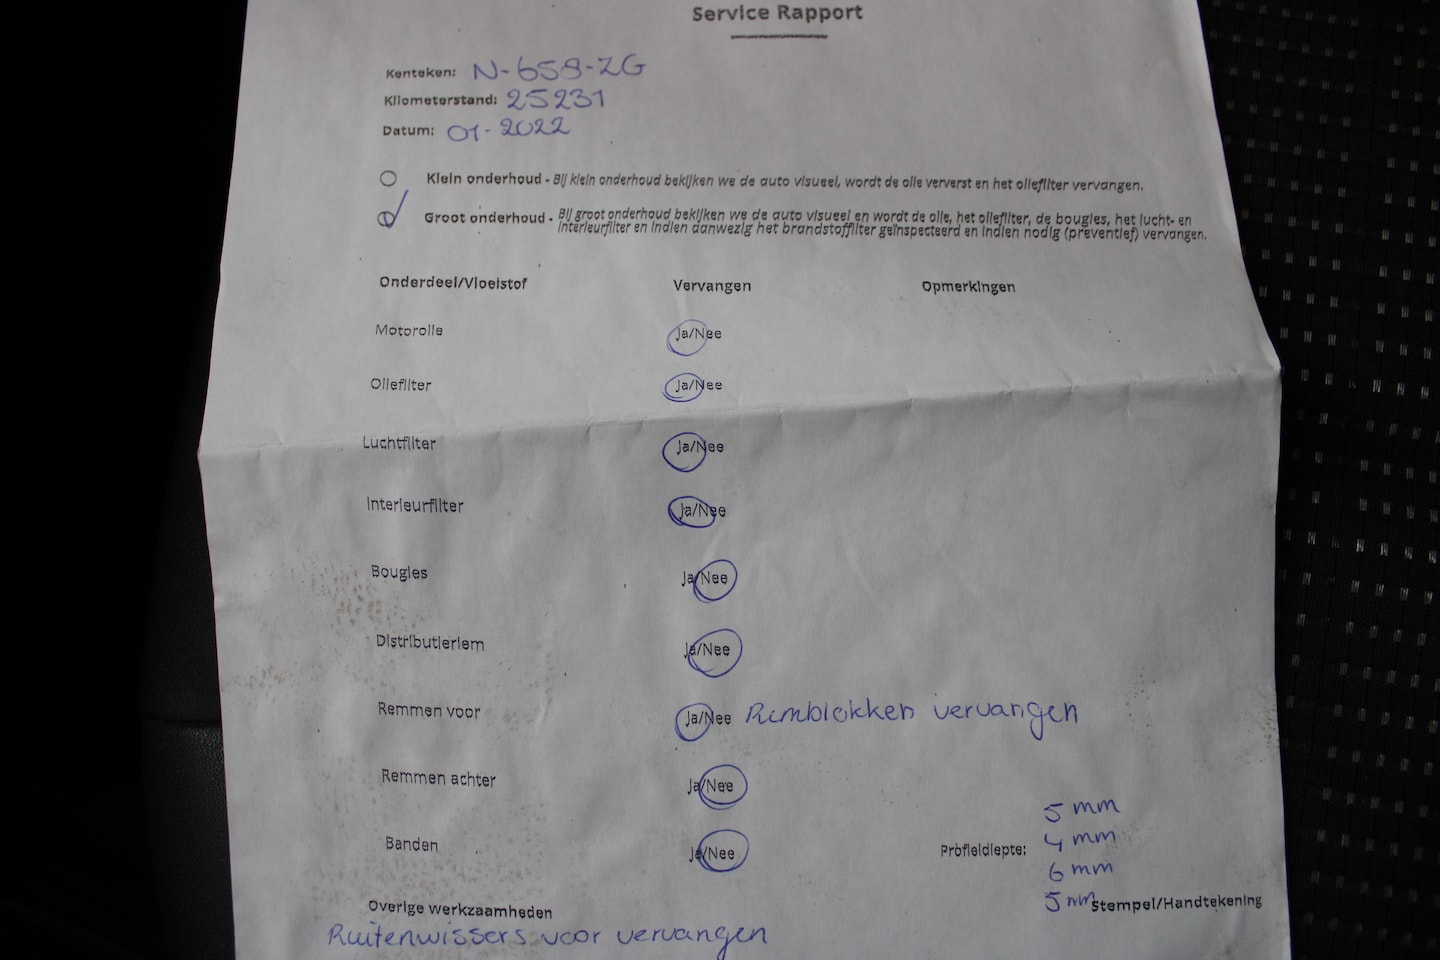 Service Rapport
Kenteken: N-658-ZG
Kilometerstand: 25231
Datum: 01-2022
Klein onderhoud - Bij klein onderhoud bekijken we de auto visueel, wordt de olie ververst en het oliefilter vervangen.
Groot onderhoud - Bij groot onderhoud bekijken we de auto visueel en wordt de olie, het oliefilter, de bougies, het lucht- en
interieurfilter en indien aanwezig het brandstoffilter geïnspecteerd en indien nodig (preventief) vervangen.
Onderdeel/Vloeistof Vervangen Opmerkingen
Motorolie Ja/Nee
Oliefilter Ja/Nee
Luchtfilter Ja/Nee
Interieurfilter Ja/Nee
Bougies Ja/Nee
Distributieriem Ja/Nee
Remmen voor Ja/Nee Remblokken vervangen
Remmen achter Ja/Nee
5 mm
4 mm
Banden Ja/Nee Profieldiepte:
6 mm
5 mm
Overige werkzaamheden Stempel/Handtekening
Ruitenwissers voor vervangen